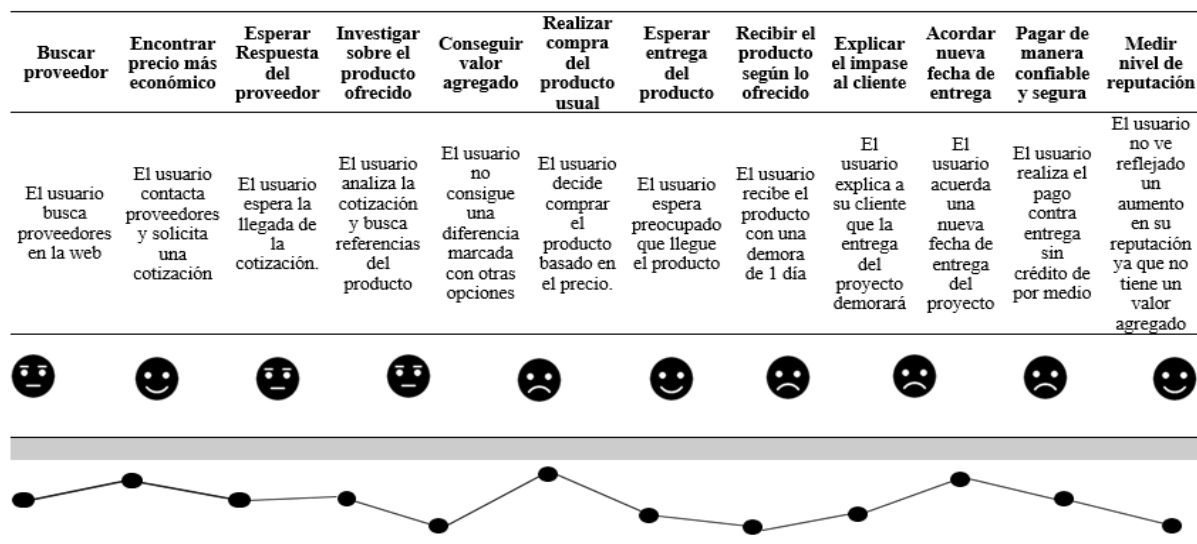 Buscar
proveedor
Encontrar
precio más
económico
Esperar
Respuesta
del
proveedor
Investigar
sobre el
producto
ofrecido
Conseguir
valor
agregado
Realizar
compra
del
producto
usual
Esperar
entrega
del
producto
Recibir el
producto
según lo
ofrecido
Explicar
el impase
al cliente
Acordar
nueva
fecha de
entrega
Pagar de
manera
confiable
y segura
Medir
nivel de
reputación
El usuario
busca
proveedores
en la web
El usuario
contacta
proveedores
y solicita
una
cotización
El usuario
espera la
llegada de
la
cotización.
El usuario
analiza la
cotización
y busca
referencias
del
producto
El usuario
no
consigue
una
diferencia
marcada
con otras
opciones
El usuario
decide
comprar
el
producto
basado en
el precio.
El usuario
espera
preocupado
que llegue
el producto
El usuario
recibe el
producto
con una
demora
de 1 día
El
usuario
explica a
su cliente
que la
entrega
del
proyecto
demorará
El
usuario
acuerda
una
nueva
fecha de
entrega
del
proyecto
El usuario
realiza el
pago
contra
entrega
sin
crédito de
por medio
El usuario
no ve
reflejado
un
aumento
en su
reputación
ya que no
tiene un
valor
agregado